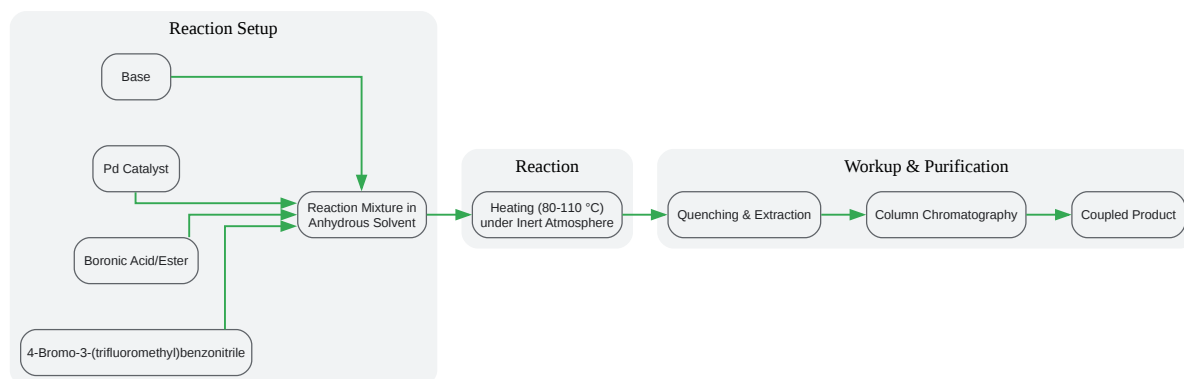 Reaction Setup
Base
Pd Catalyst
Boronic Acid/Ester
4-Bromo-3-(trifluoromethyl)benzonitrile
Reaction Mixture in
Anhydrous Solvent
Reaction
Heating (80-110 °C)
under Inert Atmosphere
Workup & Purification
Quenching & Extraction
Column Chromatography
Coupled Product